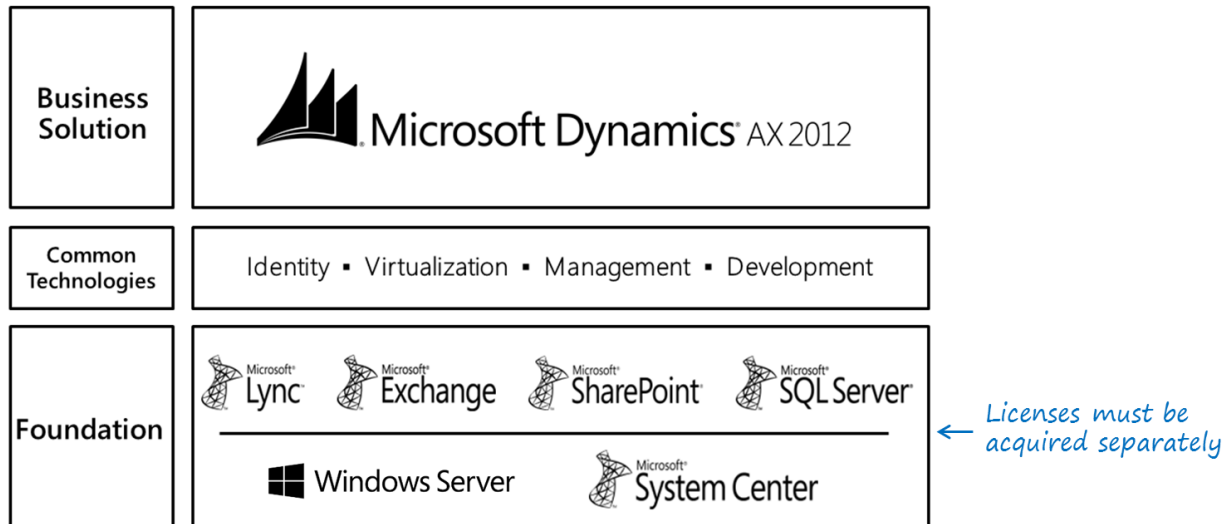 Business
Solution
Microsoft Dynamics® AX 2012
Common
Technologies
Identity ▪ Virtualization ▪ Management ▪ Development
Foundation
Microsoft®
Lync™
Microsoft®
Exchange
Microsoft®
SharePoint®
Microsoft®
SQL Server®
Windows Server
Microsoft®
System Center
Licenses must be
acquired separately